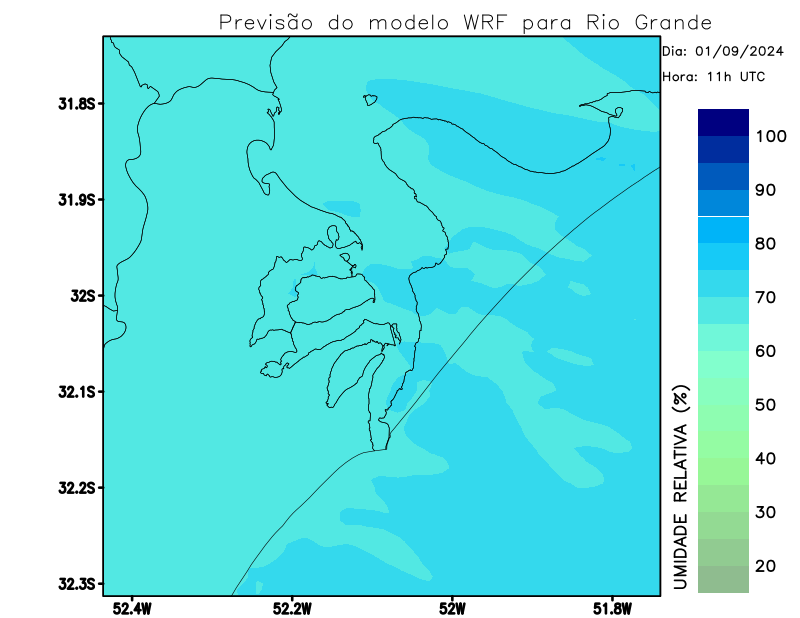 Previsão do modelo WRF para Rio Grande
Dia: 01/09/2024
Hora: 11h UTC
31.8S
31.9S
32S
32.1S
32.2S
32.3S
52.4W
52.2W
52W
51.8W
100
90
80
70
60
50
40
30
20
UMIDADE RELATIVA (%)